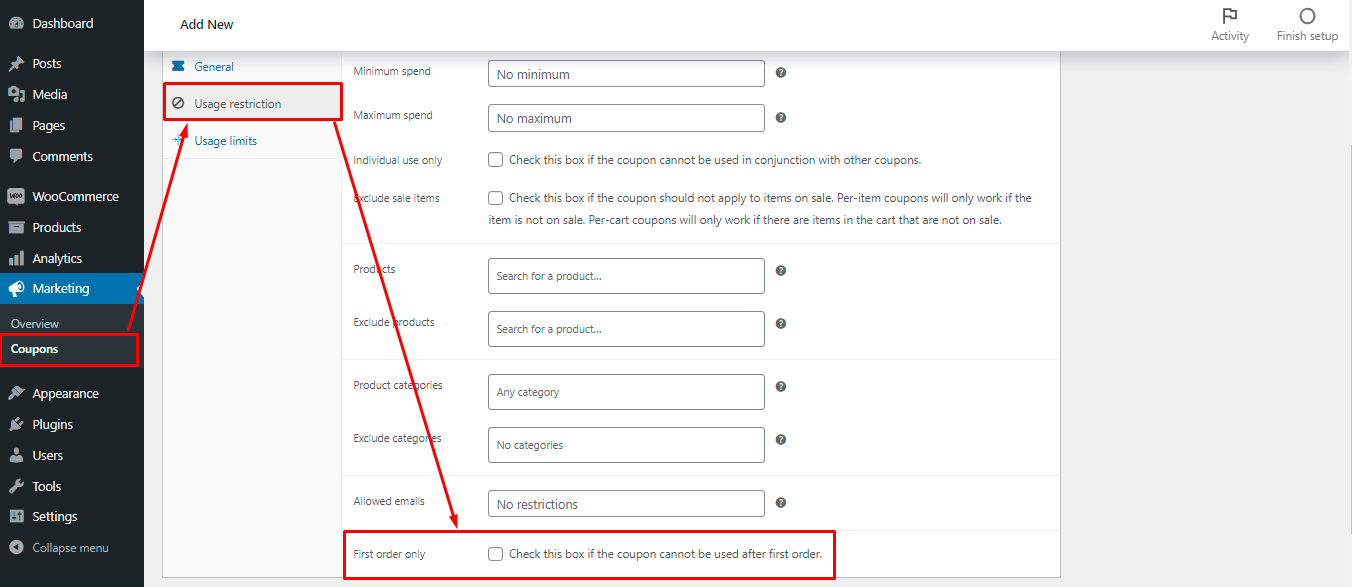 Dashboard
Posts
Media
Pages
Comments
WooCommerce
Products
Analytics
Marketing
Overview
Coupons
Appearance
Plugins
Users
Tools
Settings
Collapse menu
Add New
Activity
Finish setup
General
Usage restriction
Usage limits
Minimum spend
No minimum
Maximum spend
No maximum
Individual use only
Check this box if the coupon cannot be used in conjunction with other coupons.
Exclude sale items
Check this box if the coupon should not apply to items on sale. Per-item coupons will only work if the
item is not on sale. Per-cart coupons will only work if there are items in the cart that are not on sale.
Products
Search for a product…
Exclude products
Search for a product…
Product categories
Any category
Exclude categories
No categories
Allowed emails
No restrictions
First order only
Check this box if the coupon cannot be used after first order.